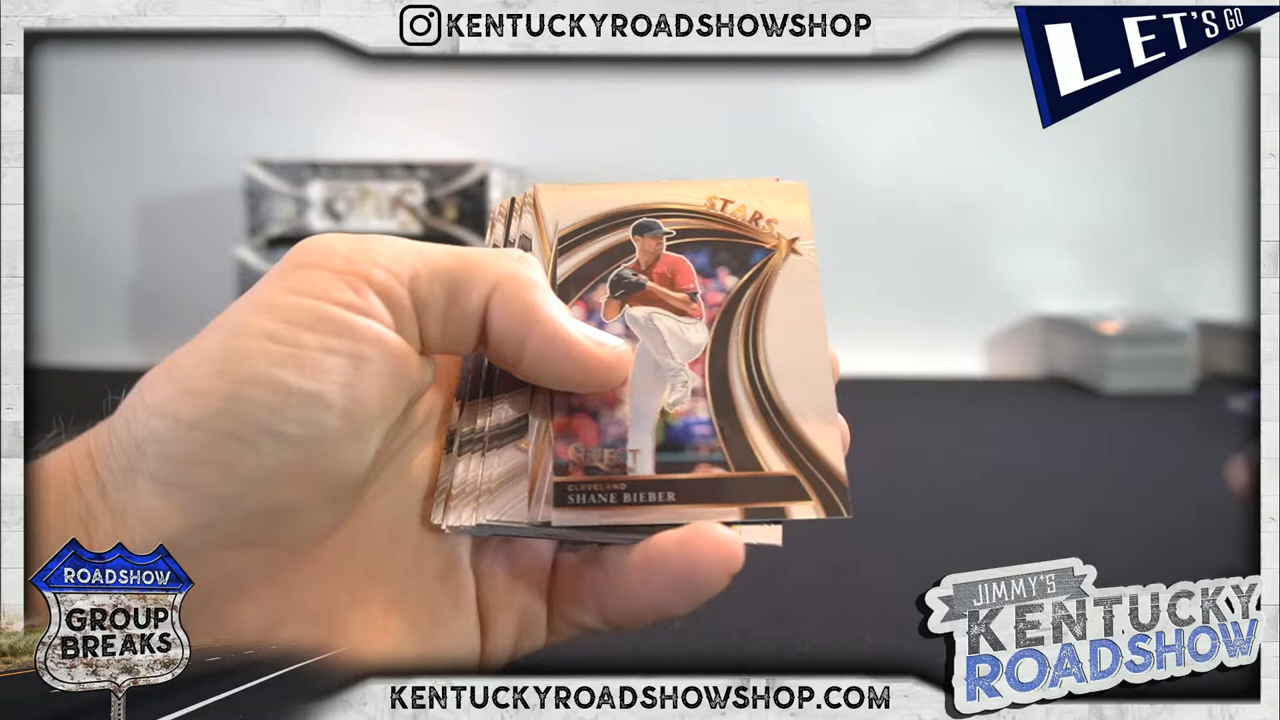 KENTUCKYROADSHOWSHOP
LET'S GO
STARS
SELECT
CLEVELAND
SHANE BIEBER
ROADSHOW
GROUP
BREAKS
JIMMY'S
KENTUCKY
ROADSHOW
KENTUCKYROADSHOWSHOP.COM